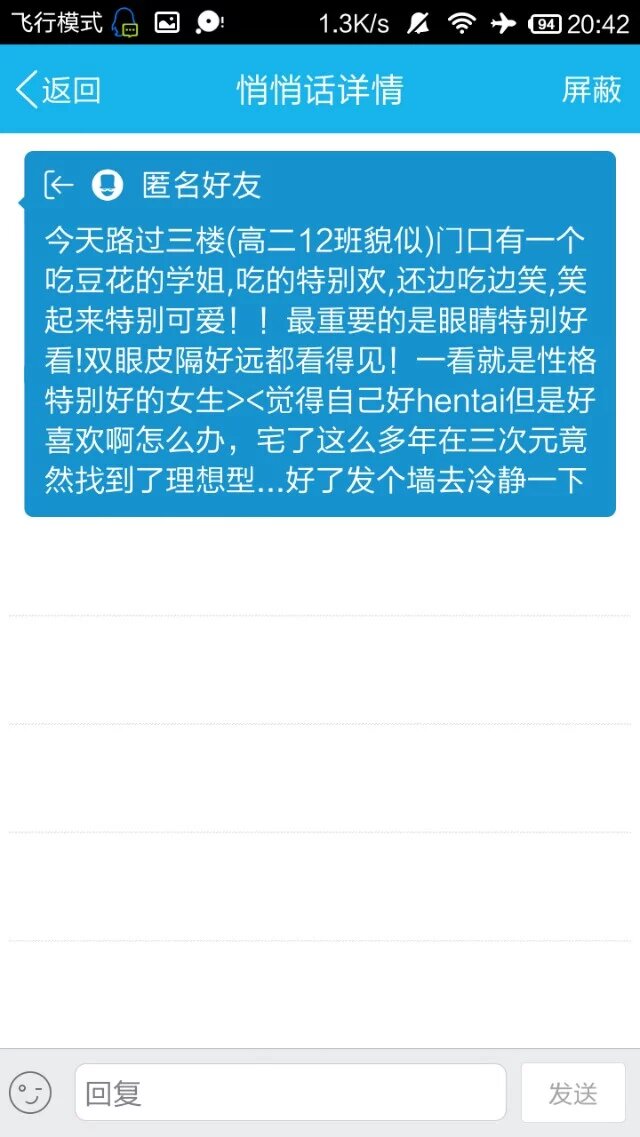 飞行模式 1.3K/s 94 20:42
返回 悄悄话详情 屏蔽
匿名好友
今天路过三楼(高二12班貌似)门口有一个
吃豆花的学姐,吃的特别欢,还边吃边笑,笑
起来特别可爱！！最重要的是眼睛特别好
看!双眼皮隔好远都看得见！一看就是性格
特别好的女生><觉得自己好hentai但是好
喜欢啊怎么办，宅了这么多年在三次元竟
然找到了理想型...好了发个墙去冷静一下
回复 发送